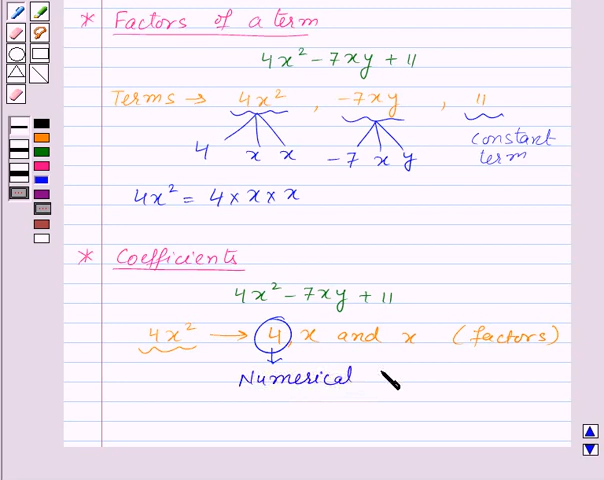 * Factors of a term
4x² - 7xy + 11
Terms → 4x² , -7xy , 11
constant term
4 x x -7 x y
4x² = 4 × x × x
* Coefficients
4x² - 7xy + 11
4x² → 4, x and x (factors)
Numerical